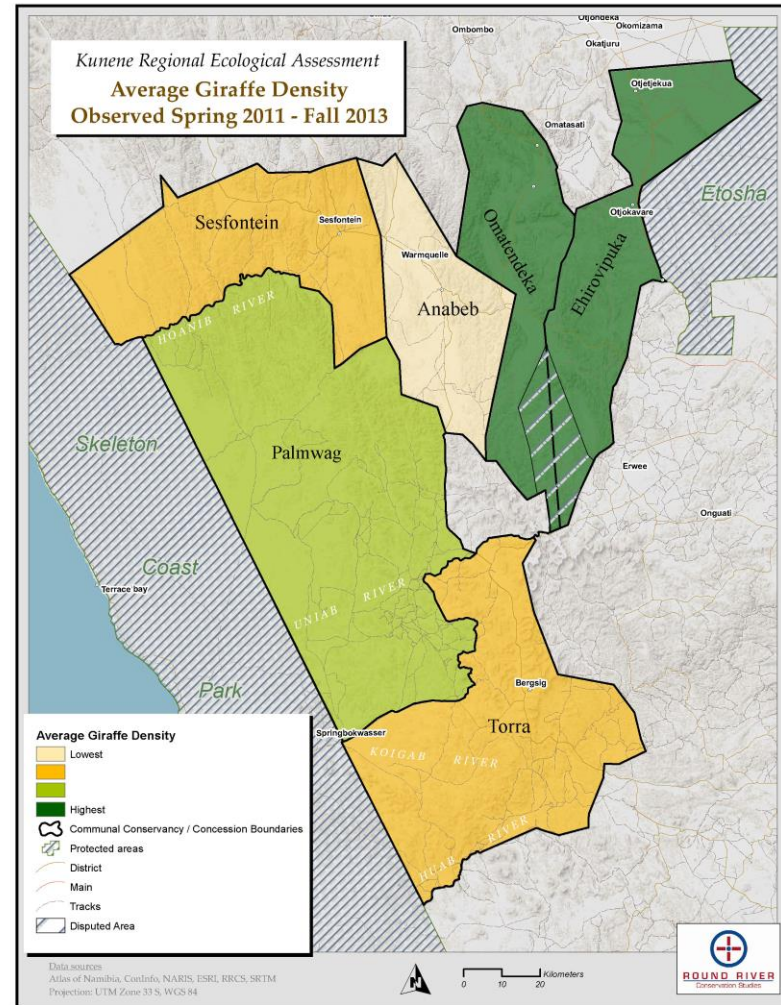 Kunene Regional Ecological Assessment
Average Giraffe Density
Observed Spring 2011 - Fall 2013
Otjondeka
Ombombo
Okomizama
Okatjuru
Otjetjekua
Omatasati
Etosha
Otjokavare
Sesfontein
Sesfontein
Warmquelle
Omatendeka
Ehirovipuka
Anabeb
HOANIB RIVER
Palmwag
Skeleton
Erwee
Onguati
Coast
Terrace bay
UNIAB RIVER
Park
Bergsig
Springbokwasser
Torra
KOIGAB RIVER
HUAB RIVER
Average Giraffe Density
Lowest
Highest
Communal Conservancy / Concession Boundaries
Protected areas
District
Main
Tracks
Disputed Area
Data sources
Atlas of Namibia, ConInfo, NARIS, ESRI, RRCS, SRTM
Projection: UTM Zone 33 S, WGS 84
N
Kilometers
0 10 20
ROUND RIVER
Conservation Studies